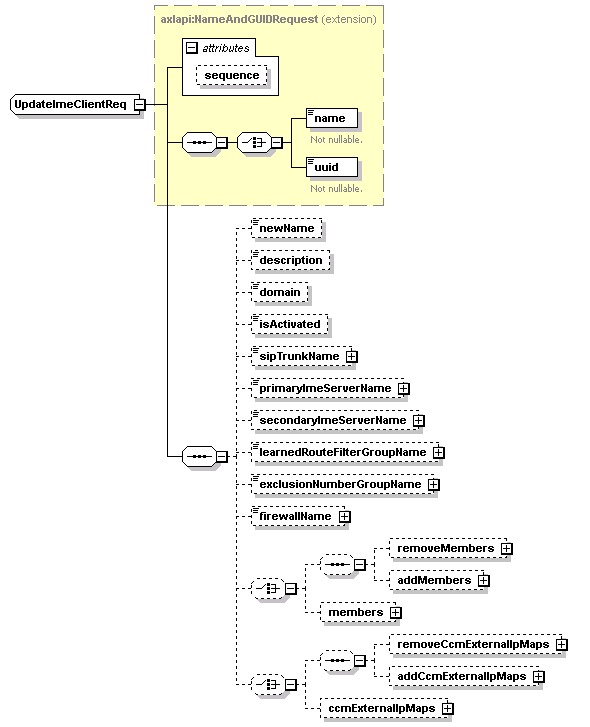 axlapi:NameAndGUIDRequest (extension)
attributes
sequence
UpdateImeClientReq
name
Not nullable.
uuid
Not nullable.
newName
description
domain
isActivated
sipTrunkName
primaryImeServerName
secondaryImeServerName
learnedRouteFilterGroupName
exclusionNumberGroupName
firewallName
removeMembers
addMembers
members
removeCcmExternalIpMaps
addCcmExternalIpMaps
ccmExternalIpMaps